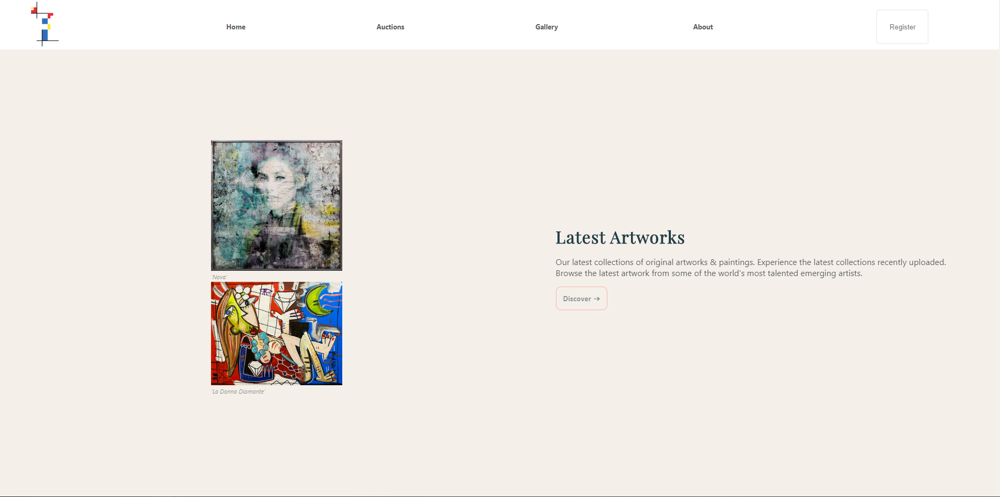 Home
Auctions
Gallery
About
Register
'Nova'
'La Donna Diamante'
Latest Artworks
Our latest collections of original artworks & paintings. Experience the latest collections recently uploaded.
Browse the latest artwork from some of the world's most talented emerging artists.
Discover →